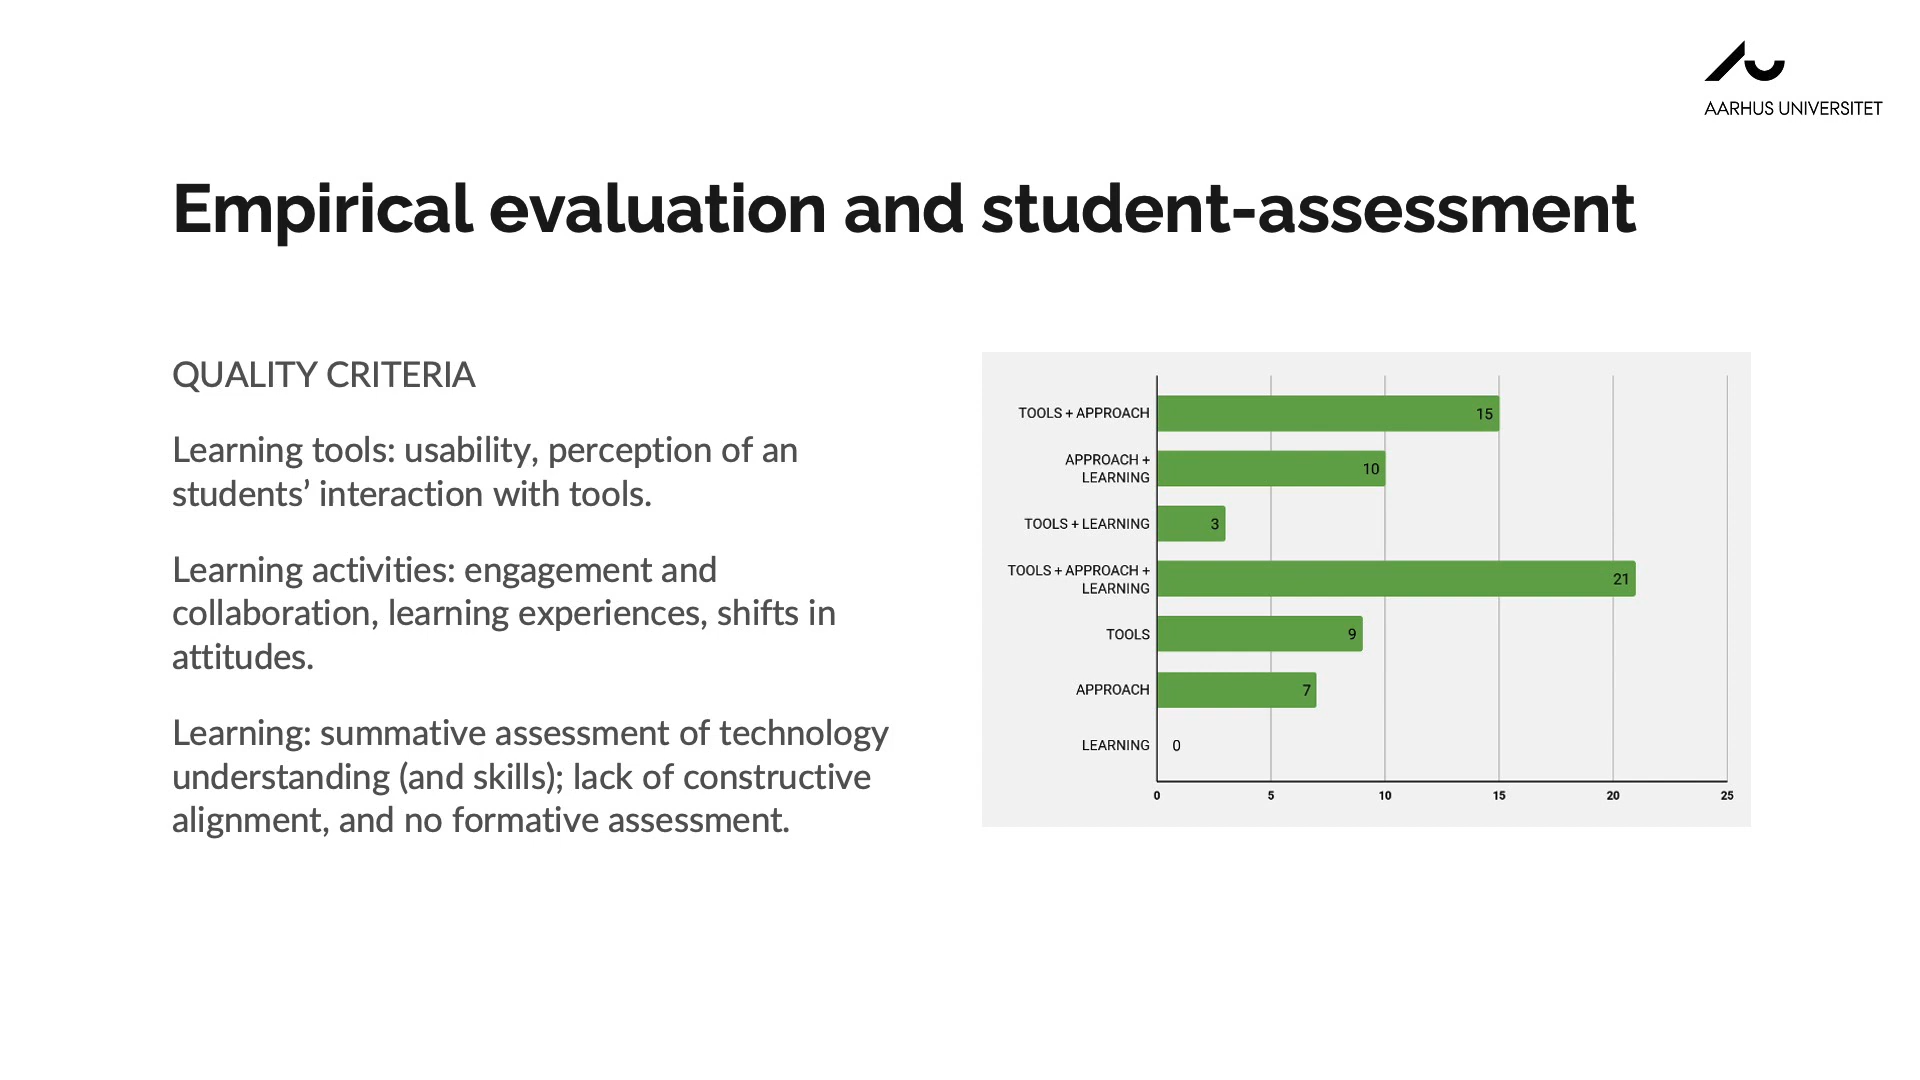 AARHUS UNIVERSITET
Empirical evaluation and student-assessment
QUALITY CRITERIA
Learning tools: usability, perception of an
students’ interaction with tools.
Learning activities: engagement and
collaboration, learning experiences, shifts in
attitudes.
Learning: summative assessment of technology
understanding (and skills); lack of constructive
alignment, and no formative assessment.
TOOLS + APPROACH 15
APPROACH +
LEARNING 10
TOOLS + LEARNING 3
TOOLS + APPROACH +
LEARNING 21
TOOLS 9
APPROACH 7
LEARNING 0
0 5 10 15 20 25